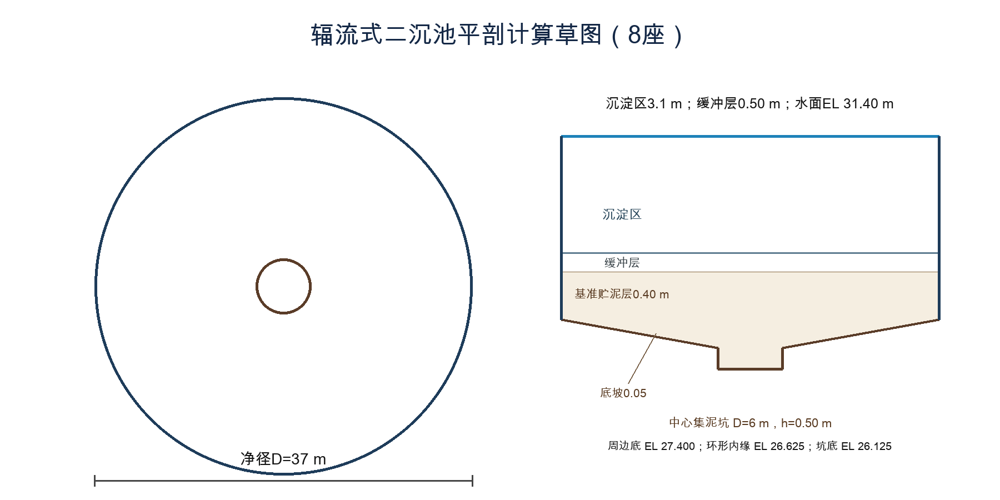 辐流式二沉池平剖计算草图（8座）
沉淀区3.1 m；缓冲层0.50 m；水面EL 31.40 m
沉淀区
缓冲层
基准贮泥层0.40 m
底坡0.05
中心集泥坑 D=6 m，h=0.50 m
周边底 EL 27.400；环形内缘 EL 26.625；坑底 EL 26.125
净径D=37 m